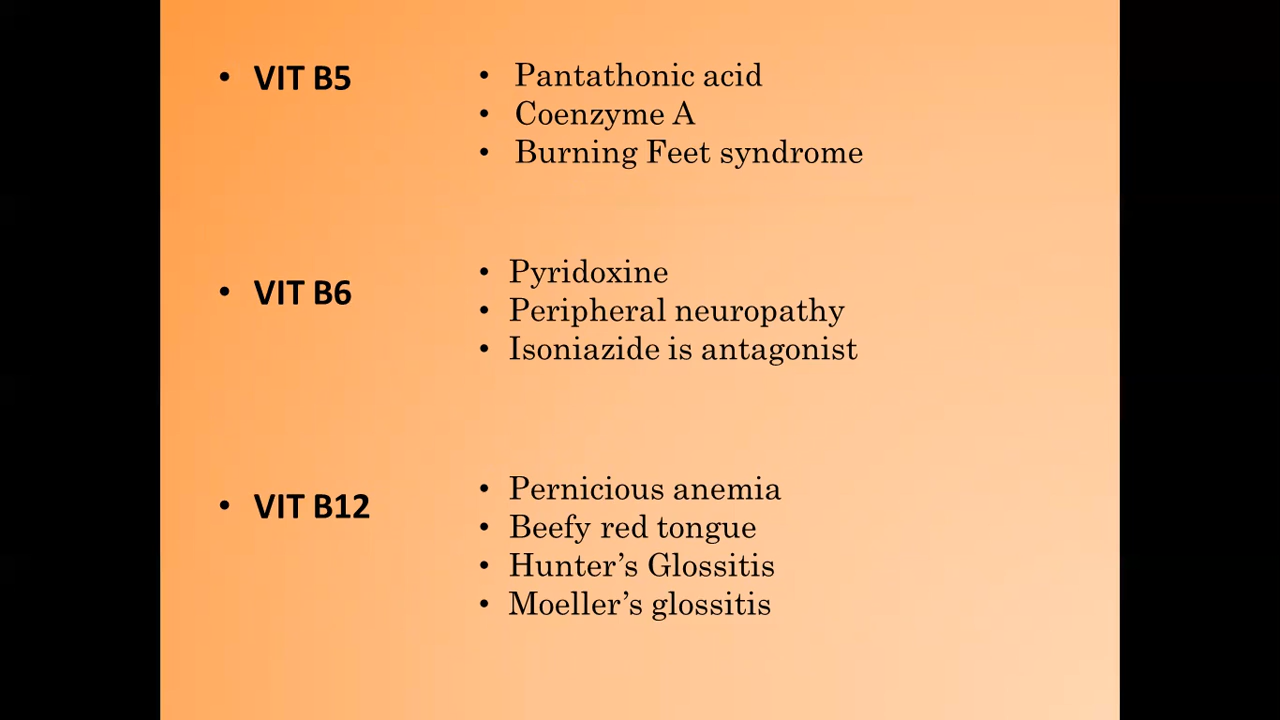 • VIT B5
• Pantathonic acid
• Coenzyme A
• Burning Feet syndrome
• VIT B6
• Pyridoxine
• Peripheral neuropathy
• Isoniazide is antagonist
• VIT B12
• Pernicious anemia
• Beefy red tongue
• Hunter’s Glossitis
• Moeller’s glossitis